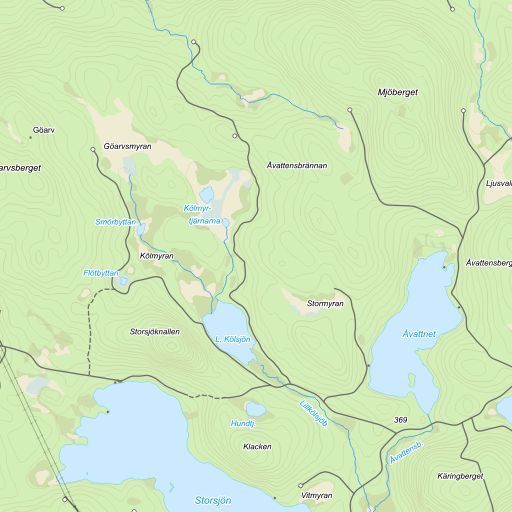 Mjöberget
Göarv
Göarvsmyran
arvsberget
Åvattensbrännan
Ljusval
Kölmyr-
tjärnarna
Smörbyttan
Kölmyran
Åvattensberg
Flötbyttan
Stormyran
Storsjöknallen
L. Kölsjön
Åvattnet
Lillkölsjöb
369
Hundtj.
Klacken
Åvattensb.
Käringberget
Vitmyran
Storsjön